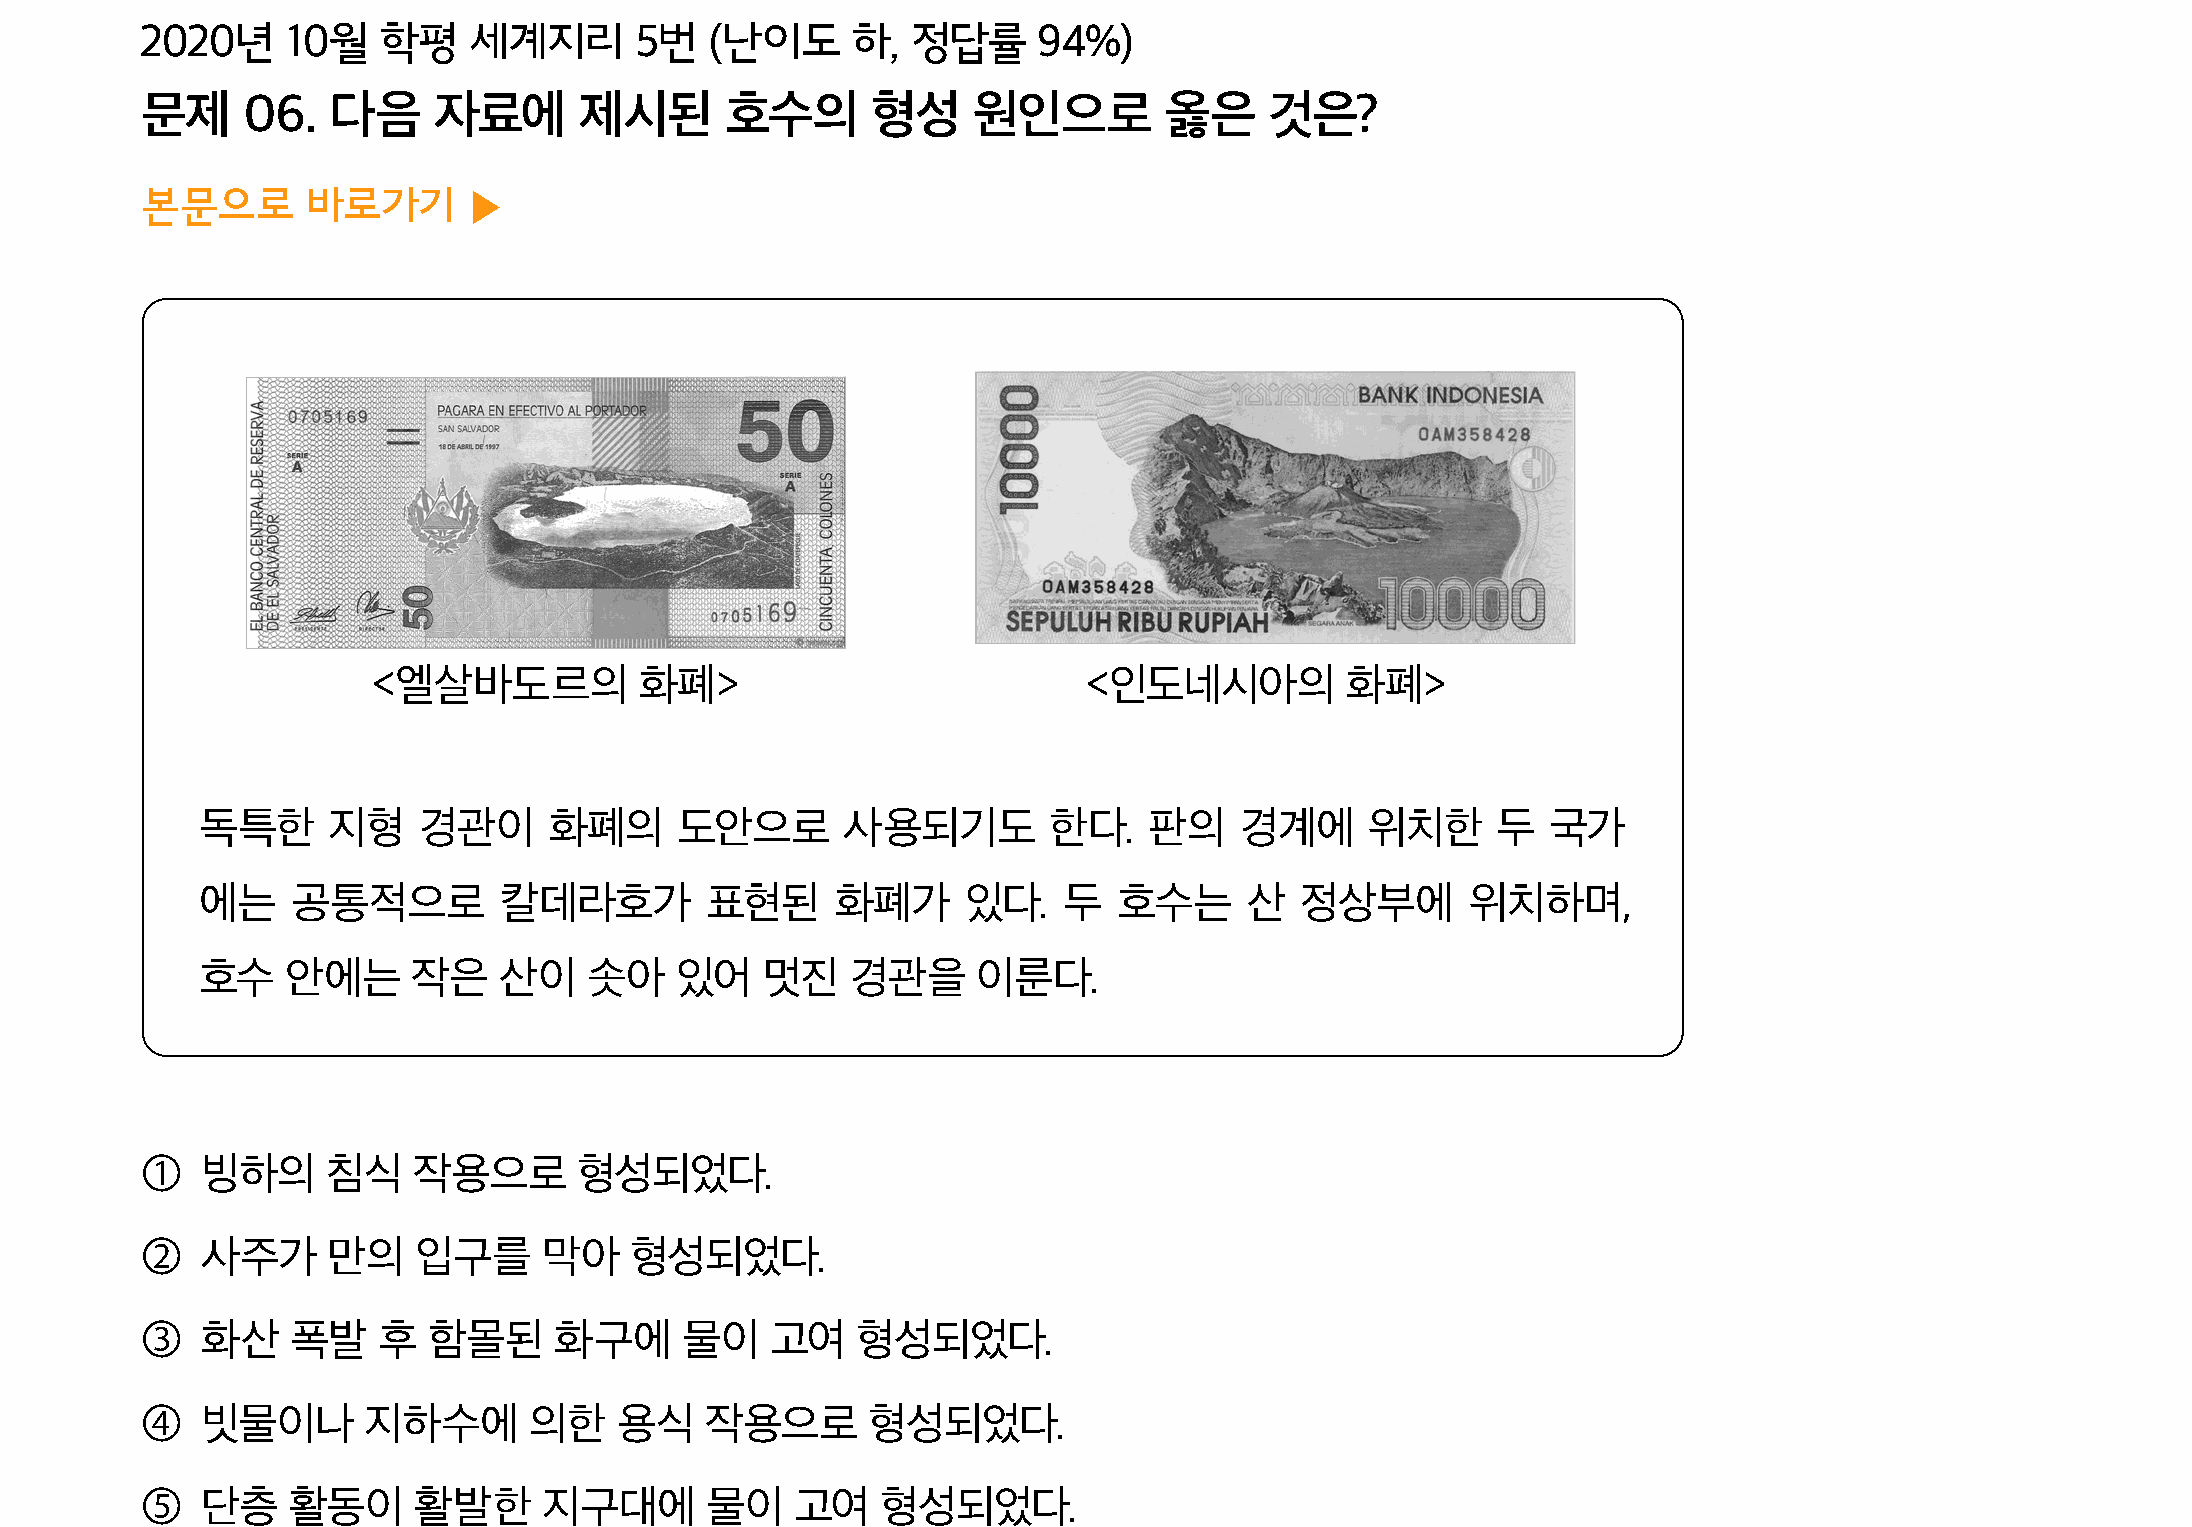 2020년 10월 학평 세계지리 5번 (난이도 하, 정답률 94%)
문제 06. 다음 자료에 제시된 호수의 형성 원인으로 옳은 것은?
본문으로 바로가기 ▶
EL BANCO CENTRAL DE RESERVA
DE EL SALVADOR
0705169
SERIE
A
PAGARA EN EFECTIVO AL PORTADOR
SAN SALVADOR
18 DE ABRIL DE 1997
50
SERIE
A
CINCUENTA COLONES
50
0705169
10000
BANK INDONESIA
OAM358428
OAM358428
SEPULUH RIBU RUPIAH
SEGARA ANAK
10000
<엘살바도르의 화폐>
<인도네시아의 화폐>
독특한 지형 경관이 화폐의 도안으로 사용되기도 한다. 판의 경계에 위치한 두 국가
에는 공통적으로 칼데라호가 표현된 화폐가 있다. 두 호수는 산 정상부에 위치하며,
호수 안에는 작은 산이 솟아 있어 멋진 경관을 이룬다.
① 빙하의 침식 작용으로 형성되었다.
② 사주가 만의 입구를 막아 형성되었다.
③ 화산 폭발 후 함몰된 화구에 물이 고여 형성되었다.
④ 빗물이나 지하수에 의한 용식 작용으로 형성되었다.
⑤ 단층 활동이 활발한 지구대에 물이 고여 형성되었다.